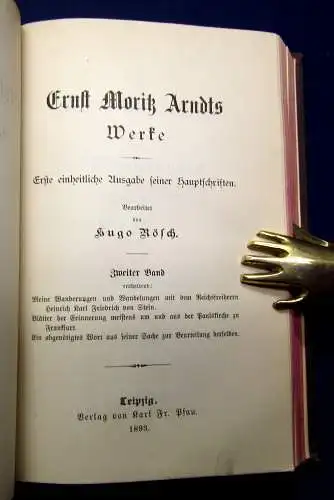 Ernst Moritz Arndts
Werke
Erste einheitliche Ausgabe seiner Hauptschriften.
Bearbeitet
von
Hugo Rösch.
Zweiter Band
enthaltend:
Meine Wanderungen und Wandelungen mit dem Reichsfreiherrn
Heinrich Karl Friedrich von Stein.
Blätter der Erinnerung meistens um und aus der Paulskirche zu
Frankfurt.
Ein abgenötigtes Wort aus seiner Sache zur Beurteilung derselben.
Leipzig.
Verlag von Karl Fr. Pfau.
1893.